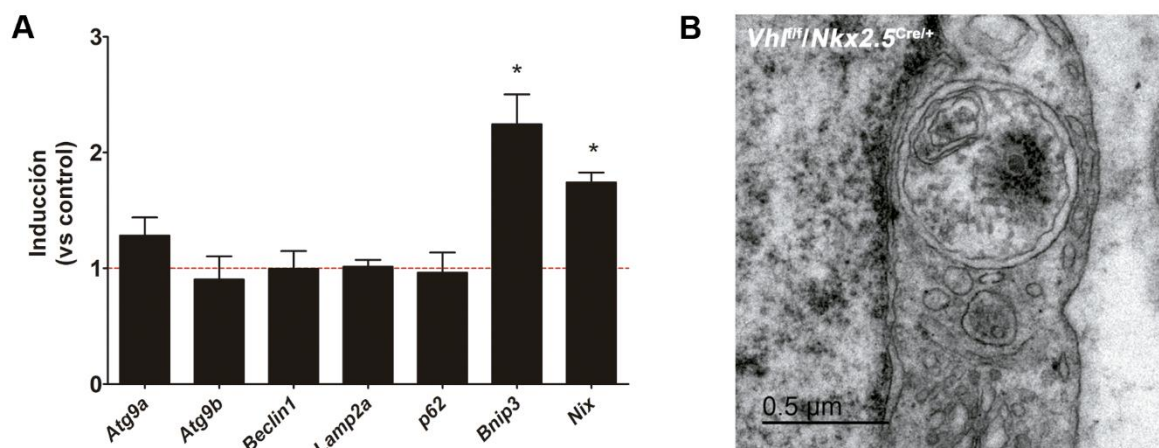 A
3
2
1
0
Inducción
(vs control)
*
*
Atg9a
Atg9b
Beclin1
Lamp2a
p62
Bnip3
Nix
B
Vhlf/f/Nkx2.5Cre/+
0.5 µm